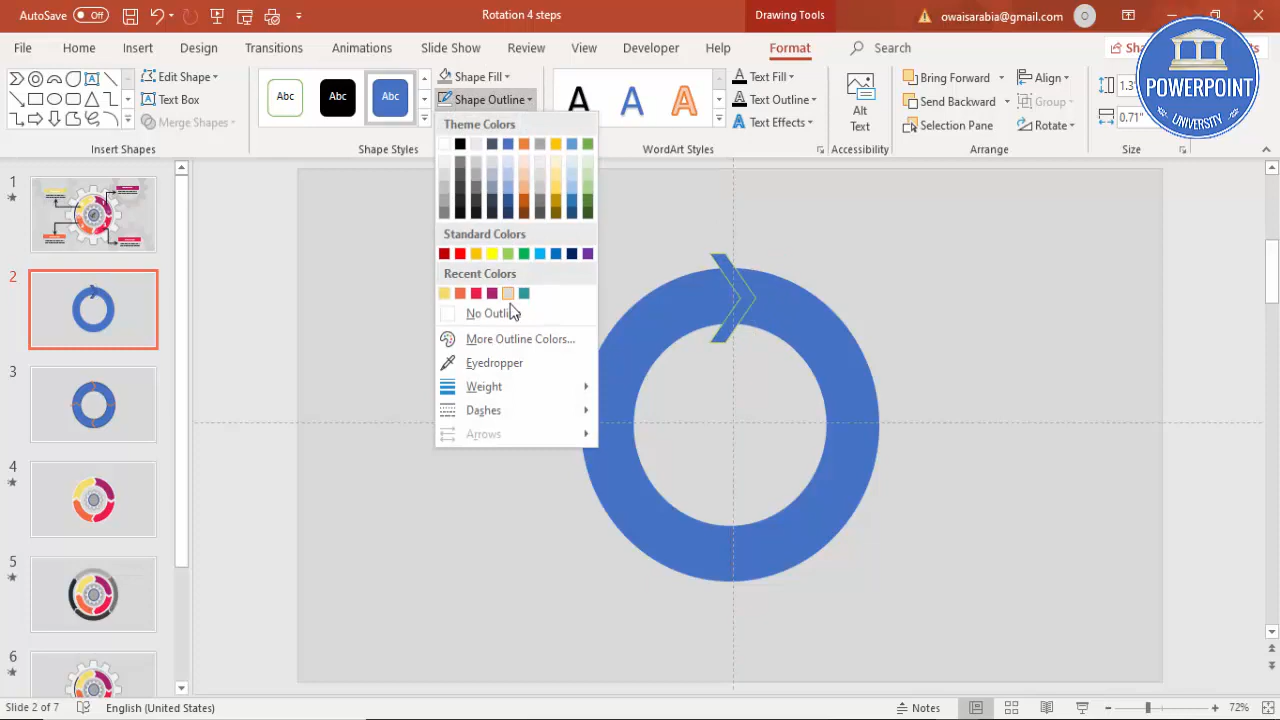 AutoSave
Off
Rotation 4 steps
Drawing Tools
owaisarabia@gmail.com
O
File
Home
Insert
Design
Transitions
Animations
Slide Show
Review
View
Developer
Help
Format
Search
Edit Shape
Text Box
Merge Shapes
Insert Shapes
Abc
Abc
Abc
Shape Styles
Shape Fill
Shape Outline
A
A
A
Text Fill
Text Outline
Text Effects
WordArt Styles
Alt
Text
Accessibility
Bring Forward
Send Backward
Selection Pane
Align
Group
Rotate
Arrange
0.71"
Size
POWERPOINT
UNIVERSITY
Theme Colors
Standard Colors
Recent Colors
No Outline
More Outline Colors...
Eyedropper
Weight
Dashes
Arrows
1
2
3
4
5
6
Slide 2 of 7
English (United States)
Notes
72%